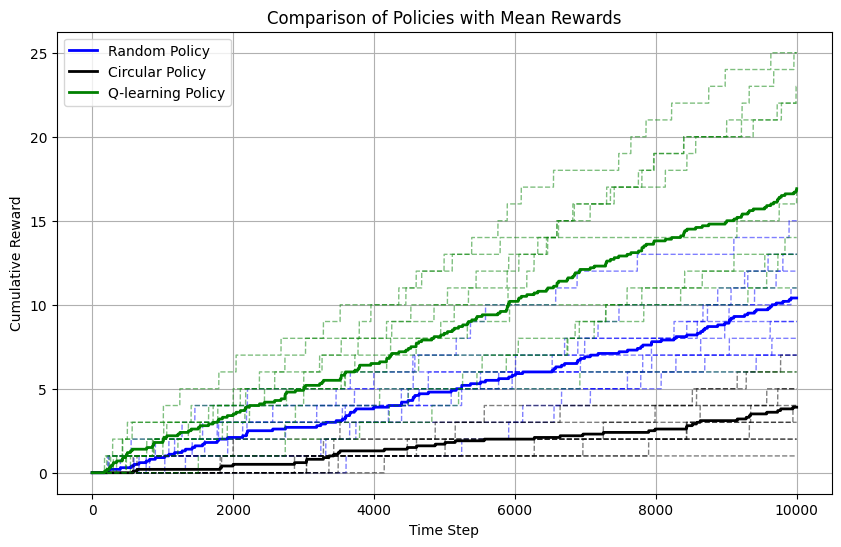 Comparison of Policies with Mean Rewards
Random Policy
Circular Policy
Q-learning Policy
Cumulative Reward
25
20
15
10
5
0
0 2000 4000 6000 8000 10000
Time Step